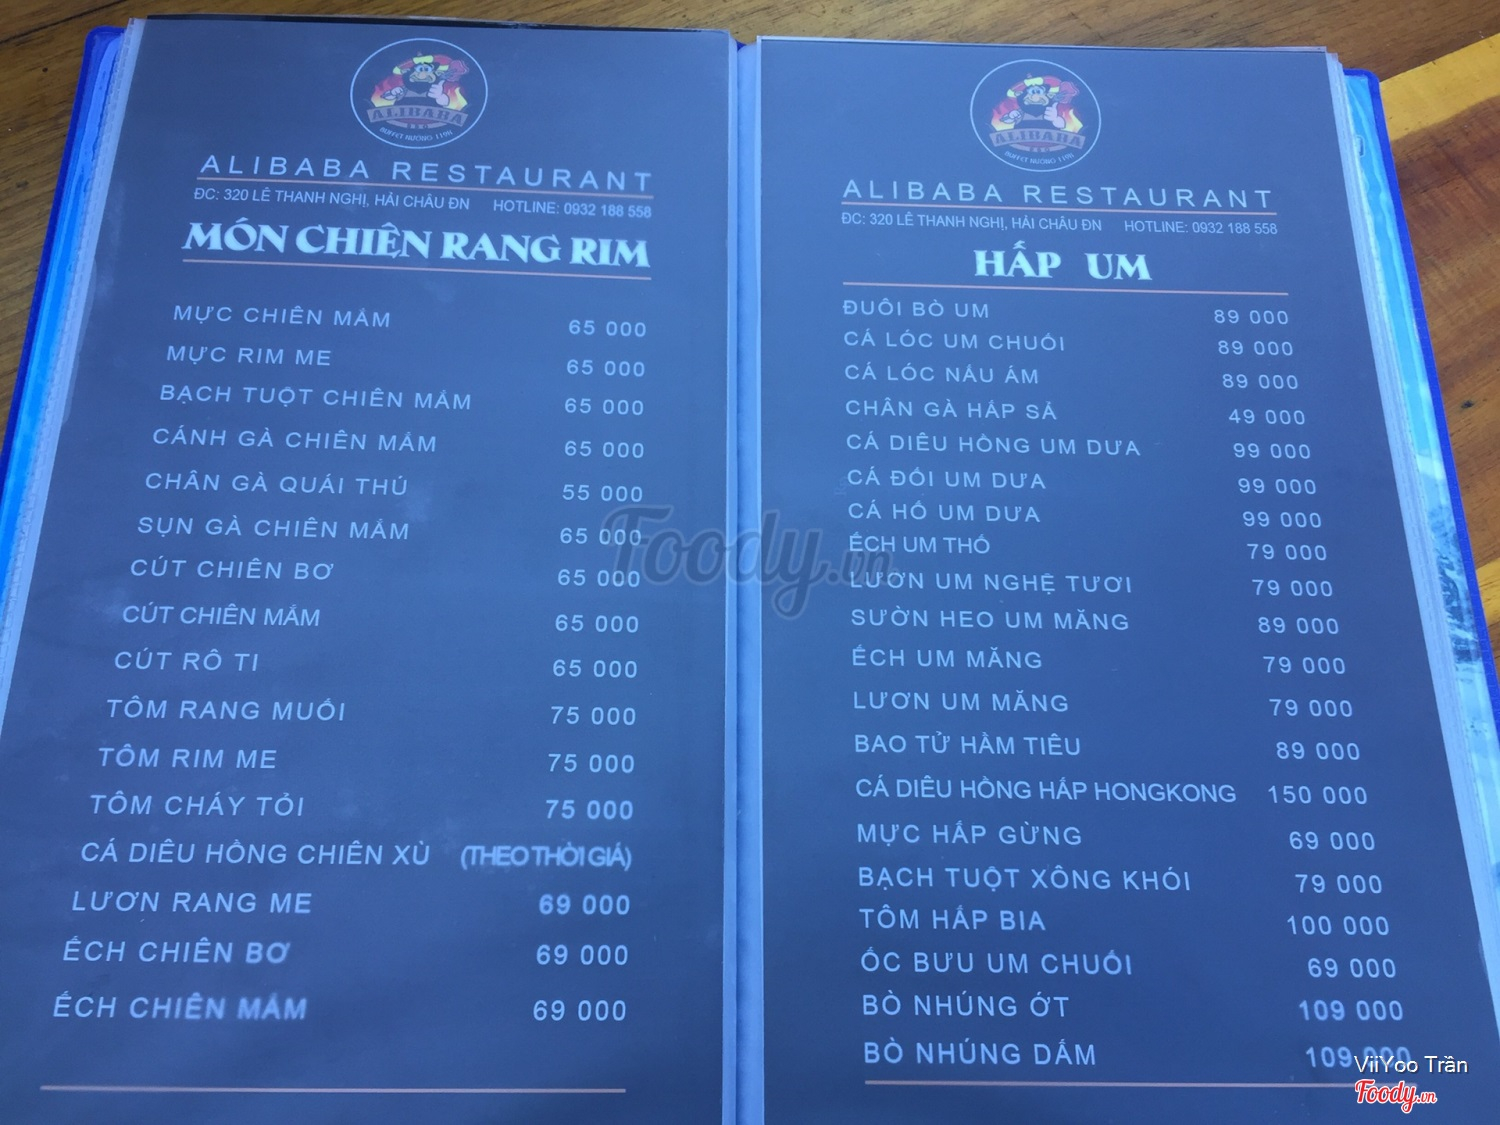 ALIBABA
BUFFET NƯỚNG 119K
ALIBABA RESTAURANT
ĐC: 320 LÊ THANH NGHỊ, HẢI CHÂU ĐN HOTLINE: 0932 188 558
MÓN CHIÊN RANG RIM
MỰC CHIÊN MẮM 65 000
MỰC RIM ME 65 000
BẠCH TUỘT CHIÊN MẮM 65 000
CÁNH GÀ CHIÊN MẮM 65 000
CHÂN GÀ QUÁI THÚ 55 000
SỤN GÀ CHIÊN MẮM 65 000
CÚT CHIÊN BƠ 65 000
CÚT CHIÊN MẮM 65 000
CÚT RÔ TI 65 000
TÔM RANG MUỐI 75 000
TÔM RIM ME 75 000
TÔM CHÁY TỎI 75 000
CÁ DIÊU HỒNG CHIÊN XÙ (THEO THỜI GIÁ)
LƯƠN RANG ME 69 000
ẾCH CHIÊN BƠ 69 000
ẾCH CHIÊN MẮM 69 000
ALIBABA
BUFFET NƯỚNG 119K
ALIBABA RESTAURANT
ĐC: 320 LÊ THANH NGHỊ, HẢI CHÂU ĐN HOTLINE: 0932 188 558
HẤP UM
ĐUÔI BÒ UM 89 000
CÁ LÓC UM CHUỐI 89 000
CÁ LÓC NẤU ÁM 89 000
CHÂN GÀ HẤP SẢ 49 000
CÁ DIÊU HỒNG UM DƯA 99 000
CÁ ĐỐI UM DƯA 99 000
CÁ HỐ UM DƯA 99 000
ẾCH UM THỐ 79 000
LƯƠN UM NGHỆ TƯƠI 79 000
SƯỜN HEO UM MĂNG 89 000
ẾCH UM MĂNG 79 000
LƯƠN UM MĂNG 79 000
BAO TỬ HẦM TIÊU 89 000
CÁ DIÊU HỒNG HẤP HONGKONG 150 000
MỰC HẤP GỪNG 69 000
BẠCH TUỘT XÔNG KHÓI 79 000
TÔM HẤP BIA 100 000
ỐC BƯU UM CHUỐI 69 000
BÒ NHÚNG ỚT 109 000
BÒ NHÚNG DẤM 109 000
Foody.vn
ViiYoo Trần
Foody.vn